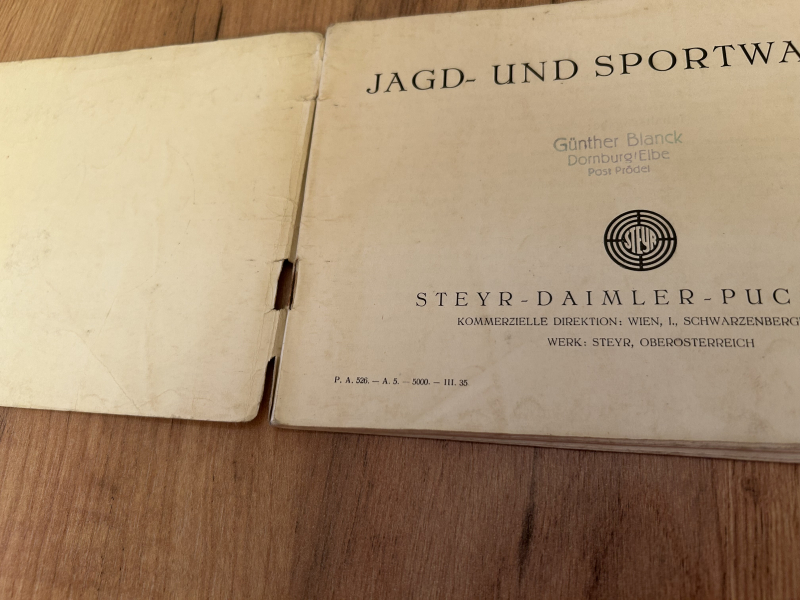 JAGD- UND SPORTWA
Günther Blanck
Dornburg/Elbe
Post Prödel
STEYR
STEYR-DAIMLER-PUC
KOMMERZIELLE DIREKTION: WIEN, I., SCHWARZENBERG
WERK: STEYR, OBERÖSTERREICH
P. A. 526. — A. 5. — 5000. — III. 35